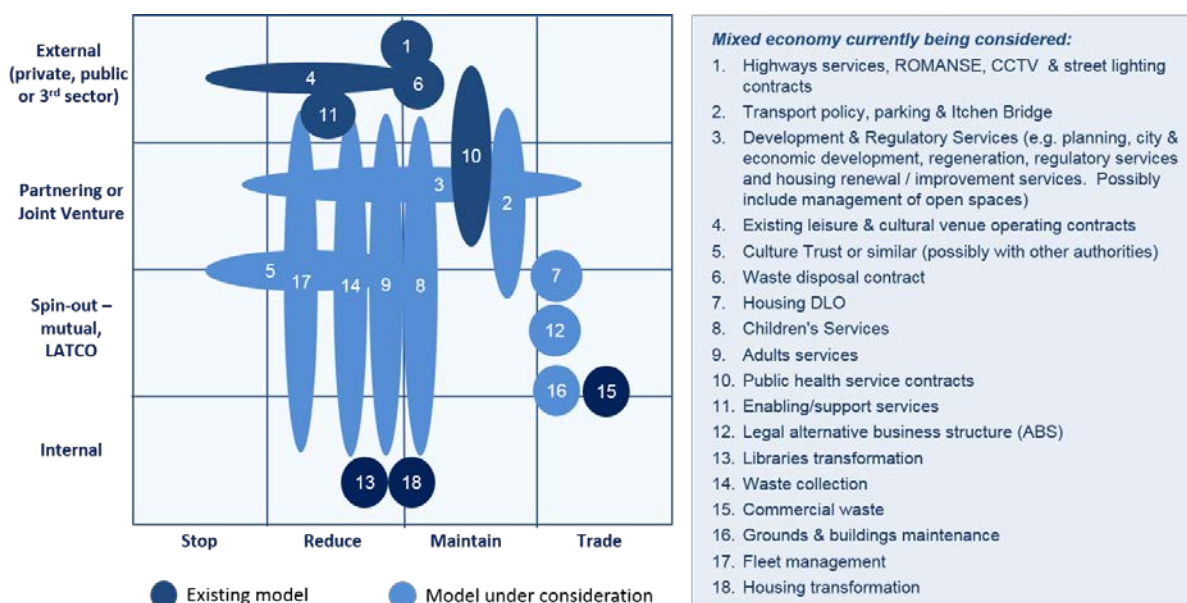 External
(private, public
or 3rd sector)
Partnering or
Joint Venture
Spin-out –
mutual,
LATCO
Internal
1
4
6
11
10
3
2
5
17
14
9
8
7
12
16
15
13
18
Stop
Reduce
Maintain
Trade
Existing model
Model under consideration
Mixed economy currently being considered:
1. Highways services, ROMANSE, CCTV & street lighting
contracts
2. Transport policy, parking & Itchen Bridge
3. Development & Regulatory Services (e.g. planning, city &
economic development, regeneration, regulatory services
and housing renewal / improvement services. Possibly
include management of open spaces)
4. Existing leisure & cultural venue operating contracts
5. Culture Trust or similar (possibly with other authorities)
6. Waste disposal contract
7. Housing DLO
8. Children's Services
9. Adults services
10. Public health service contracts
11. Enabling/support services
12. Legal alternative business structure (ABS)
13. Libraries transformation
14. Waste collection
15. Commercial waste
16. Grounds & buildings maintenance
17. Fleet management
18. Housing transformation